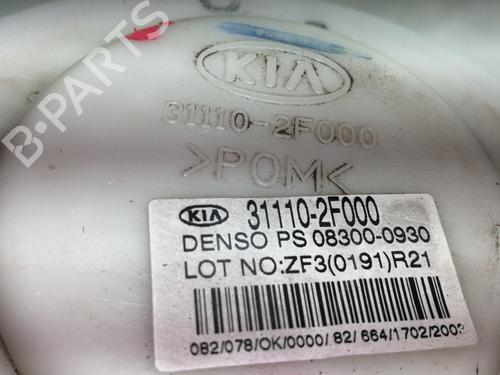 KIA
31110-2F000
>POM<
KIA 31110-2F000
DENSO PS 08300-0930
LOT NO:ZF3(0191)R21
082/078/OK/0000/.82/664/1702/2003
B-PARTS